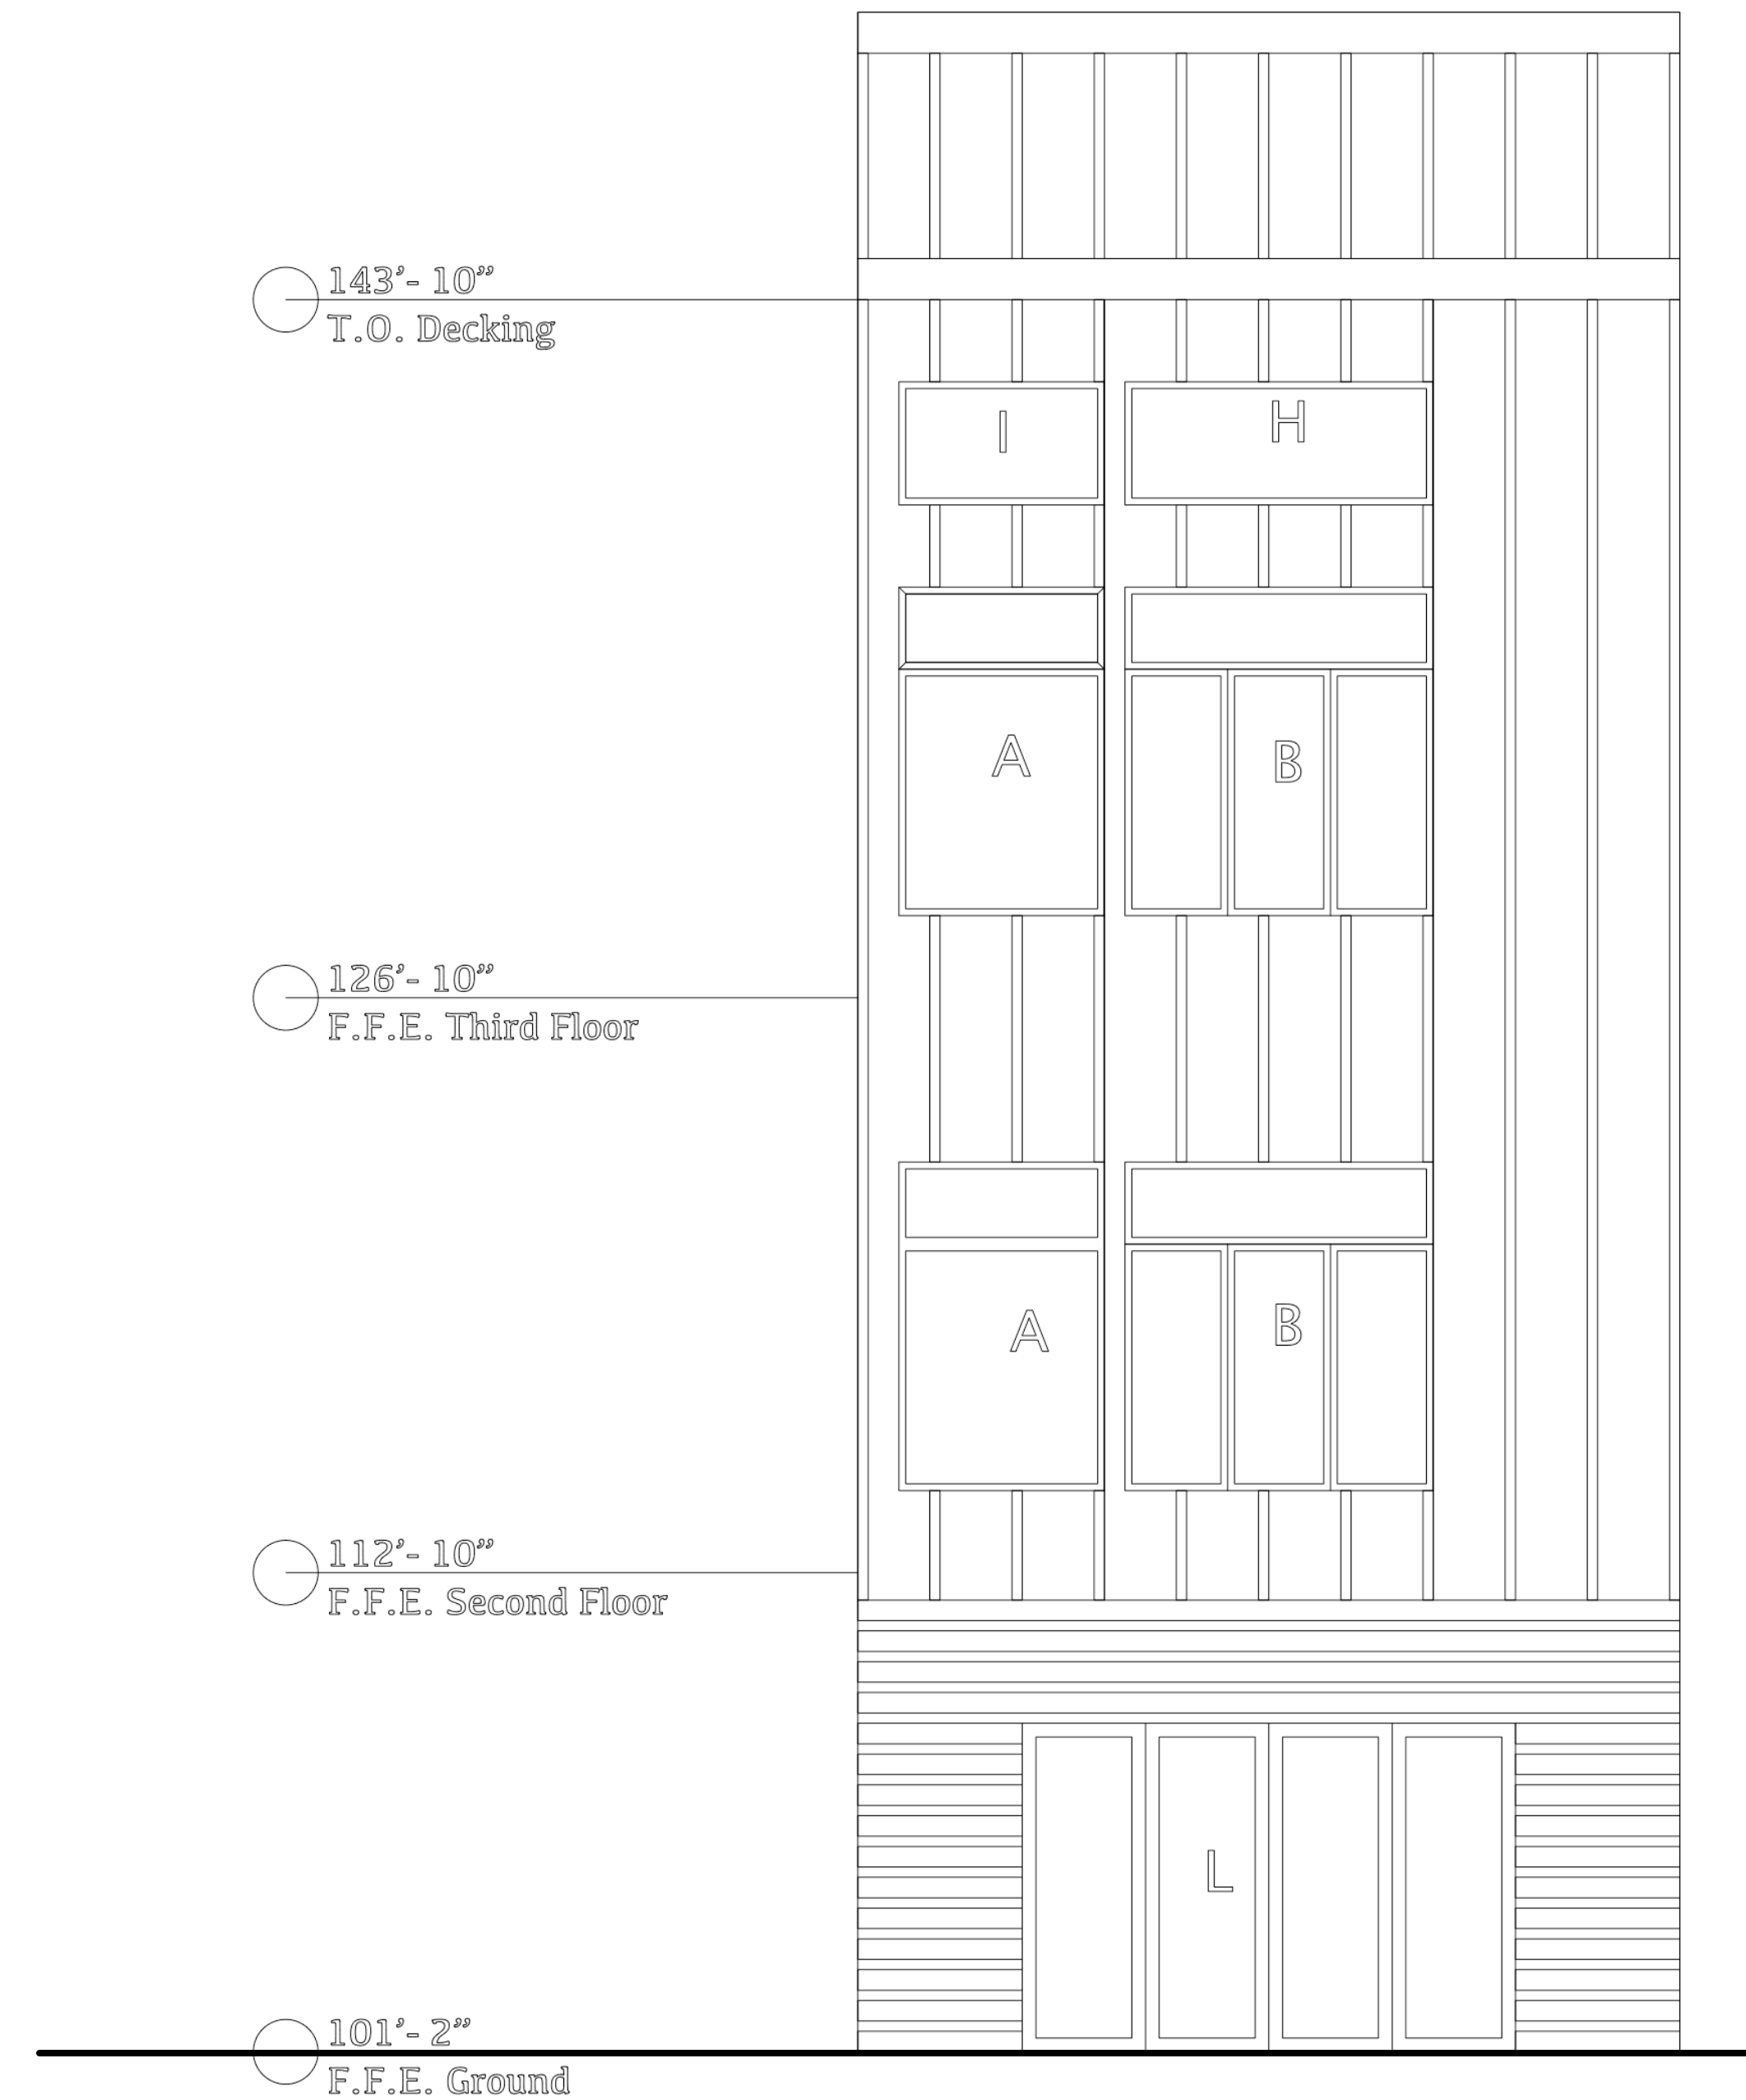 143’- 10”
T.O. Decking
I
H
A
B
126’- 10”
F.F.E. Third Floor
A
B
112’- 10”
F.F.E. Second Floor
L
101’- 2”
F.F.E. Ground